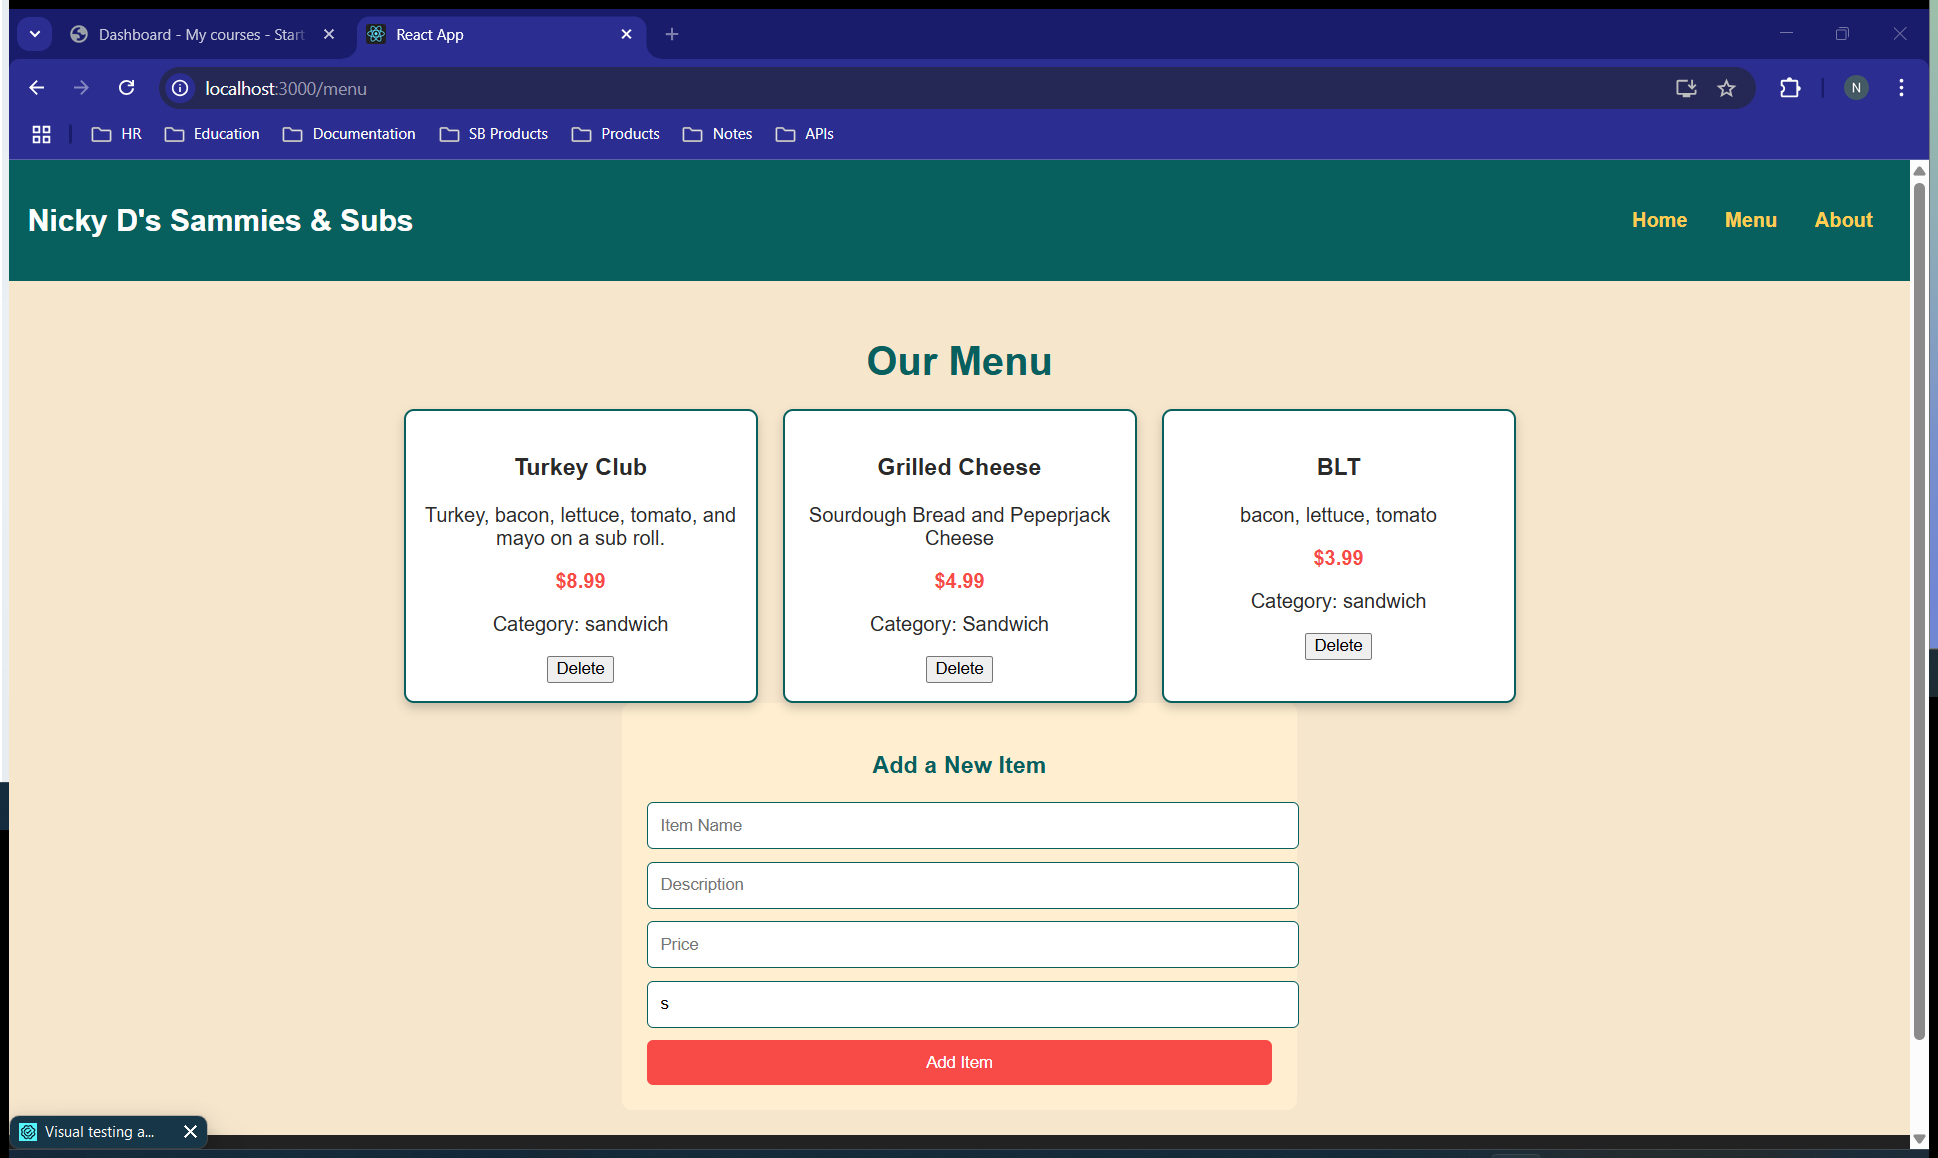 Dashboard - My courses - Start
React App
localhost:3000/menu
N
HR
Education
Documentation
SB Products
Products
Notes
APIs
Nicky D's Sammies & Subs
Home
Menu
About
Our Menu
Turkey Club
Turkey, bacon, lettuce, tomato, and
mayo on a sub roll.
$8.99
Category: sandwich
Delete
Grilled Cheese
Sourdough Bread and Pepeprjack
Cheese
$4.99
Category: Sandwich
Delete
BLT
bacon, lettuce, tomato
$3.99
Category: sandwich
Delete
Add a New Item
Item Name
Description
Price
s
Add Item
Visual testing a...